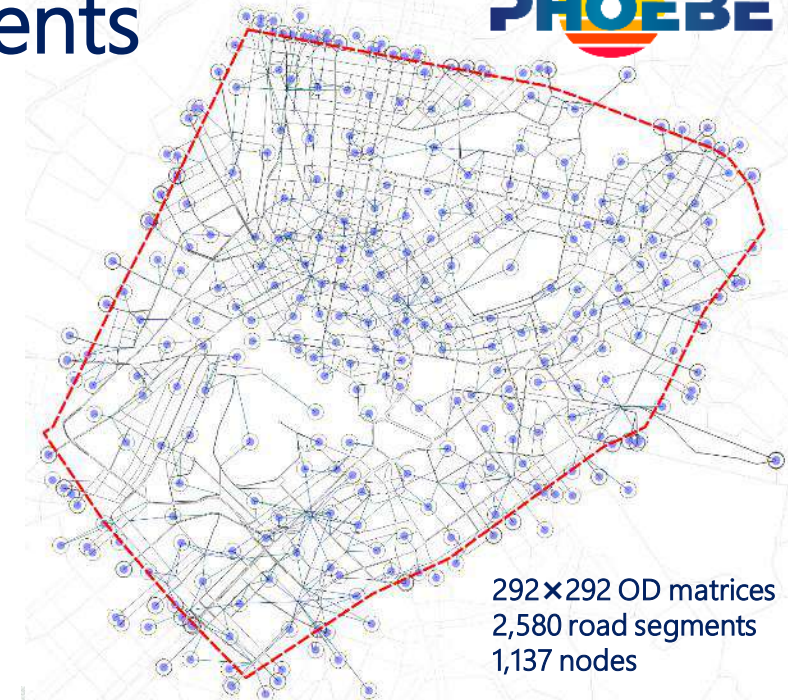 ents
PHOEBE
292×292 OD matrices
2,580 road segments
1,137 nodes